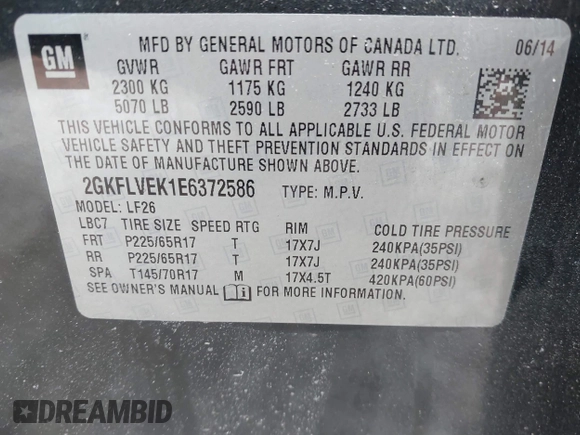 GM
MFD BY GENERAL MOTORS OF CANADA LTD. 06/14
GVWR GAWR FRT GAWR RR
2300 KG 1175 KG 1240 KG
5070 LB 2590 LB 2733 LB
THIS VEHICLE CONFORMS TO ALL APPLICABLE U.S. FEDERAL MOTOR
VEHICLE SAFETY AND THEFT PREVENTION STANDARDS IN EFFECT ON THE
DATE OF MANUFACTURE SHOWN ABOVE.
2GKFLVEK1E6372586 TYPE: M.P.V.
MODEL: LF26
LBC7 TIRE SIZE SPEED RTG RIM COLD TIRE PRESSURE
FRT P225/65R17 T 17X7J 240KPA(35PSI)
RR P225/65R17 T 17X7J 240KPA(35PSI)
SPA T145/70R17 M 17X4.5T 420KPA(60PSI)
SEE OWNER'S MANUAL i FOR MORE INFORMATION.
DREAMBID